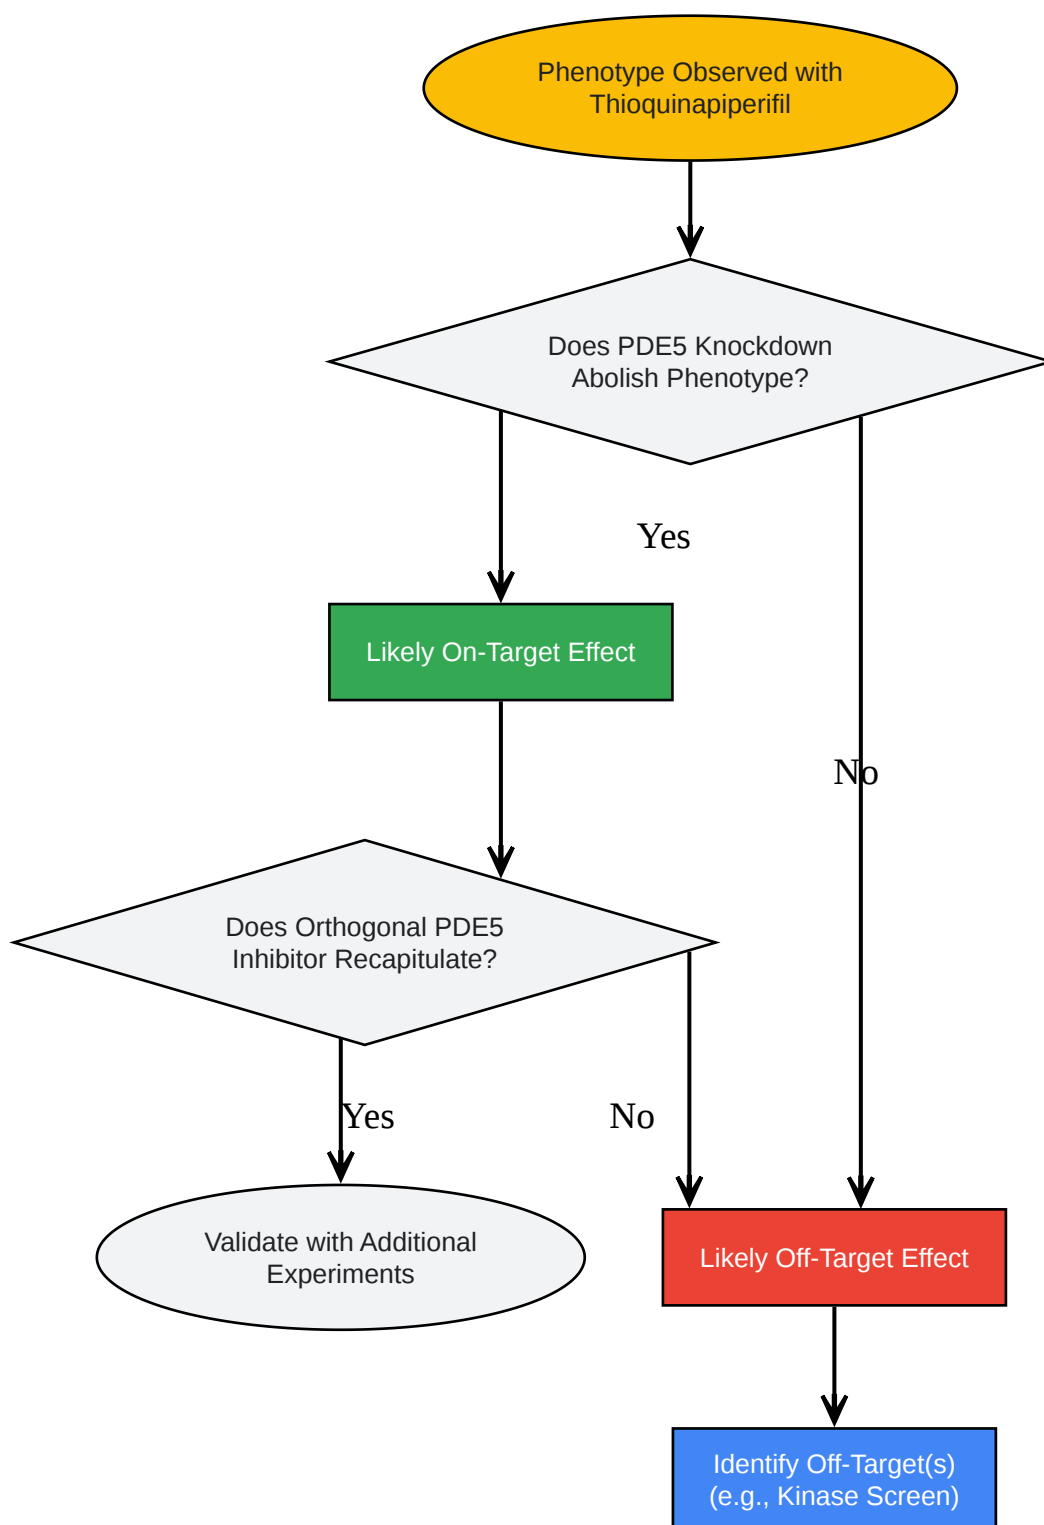 Phenotype Observed with
Thioquinapiperifil
Does PDE5 Knockdown
Abolish Phenotype?
Yes
Likely On-Target Effect
No
Does Orthogonal PDE5
Inhibitor Recapitulate?
Yes
No
Validate with Additional
Experiments
Likely Off-Target Effect
Identify Off-Target(s)
(e.g., Kinase Screen)